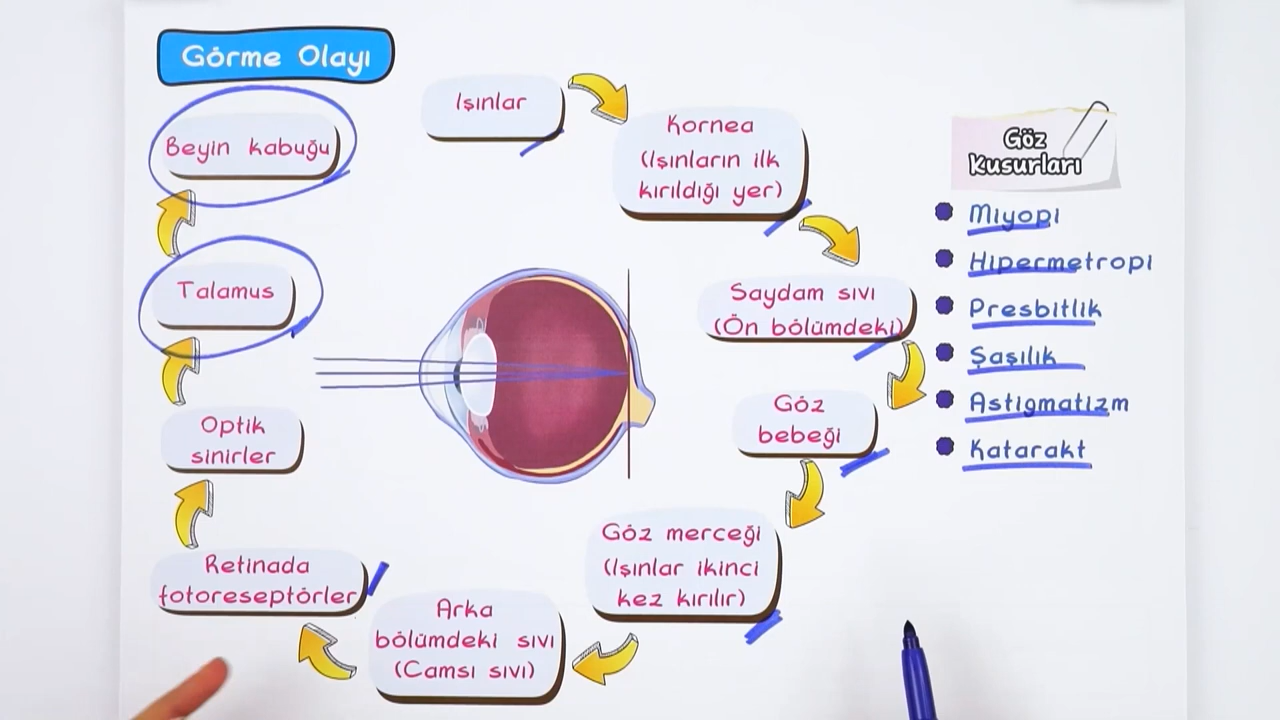 Görme Olayı
Işınlar
Kornea
(Işınların ilk
kırıldığı yer)
Saydam sıvı
(Ön bölümdeki)
Göz
bebeği
Göz merceği
(Işınlar ikinci
kez kırılır)
Arka
bölümdeki sıvı
(Camsı sıvı)
Retinada
fotoreseptörler
Optik
sinirler
Talamus
Beyin kabuğu
Göz
Kusurları
Miyopi
Hipermetropi
Presbitlik
Şaşılık
Astigmatizm
Katarakt